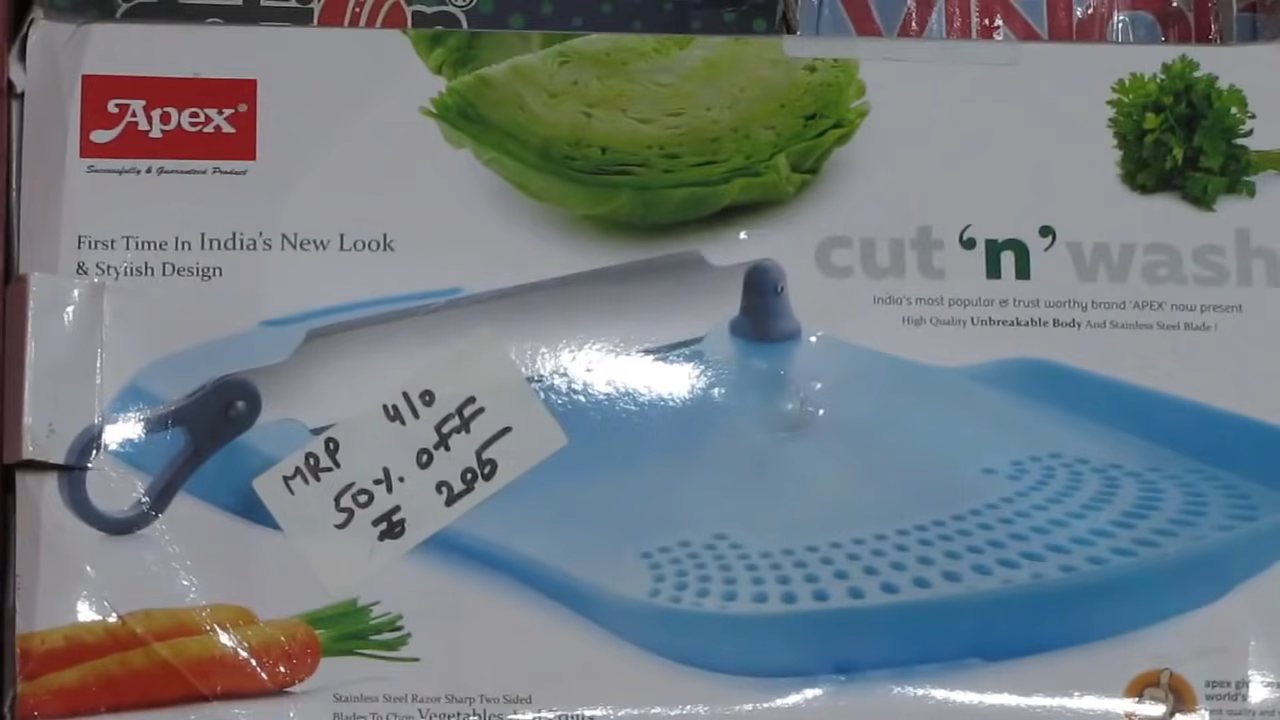 Apex®
Successfully & Guaranteed Product
First Time In India's New Look
& Stylish Design
cut 'n' wash
India's most popular & trust worthy brand 'APEX' now present
High Quality Unbreakable Body And Stainless Steel Blade !
MRP 410
50% OFF
205
Stainless Steel Razor Sharp Two Sided
Blades To Chop Vegetables
apex
world's